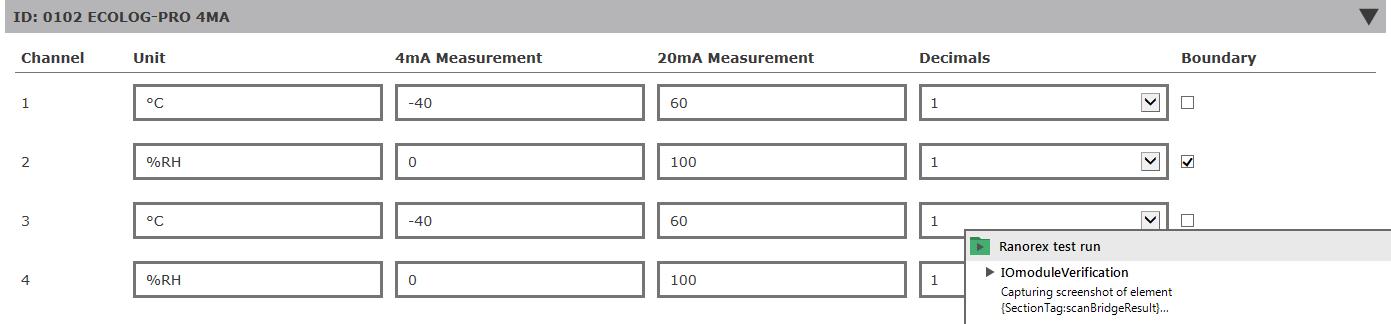 ID: 0102 ECOLOG-PRO 4MA
Channel Unit 4mA Measurement 20mA Measurement Decimals Boundary
1 °C -40 60 1
2 %RH 0 100 1
3 °C -40 60 1
Ranorex test run
IOmoduleVerification
4 %RH 0 100 1
Capturing screenshot of element
{SectionTag:scanBridgeResult}...